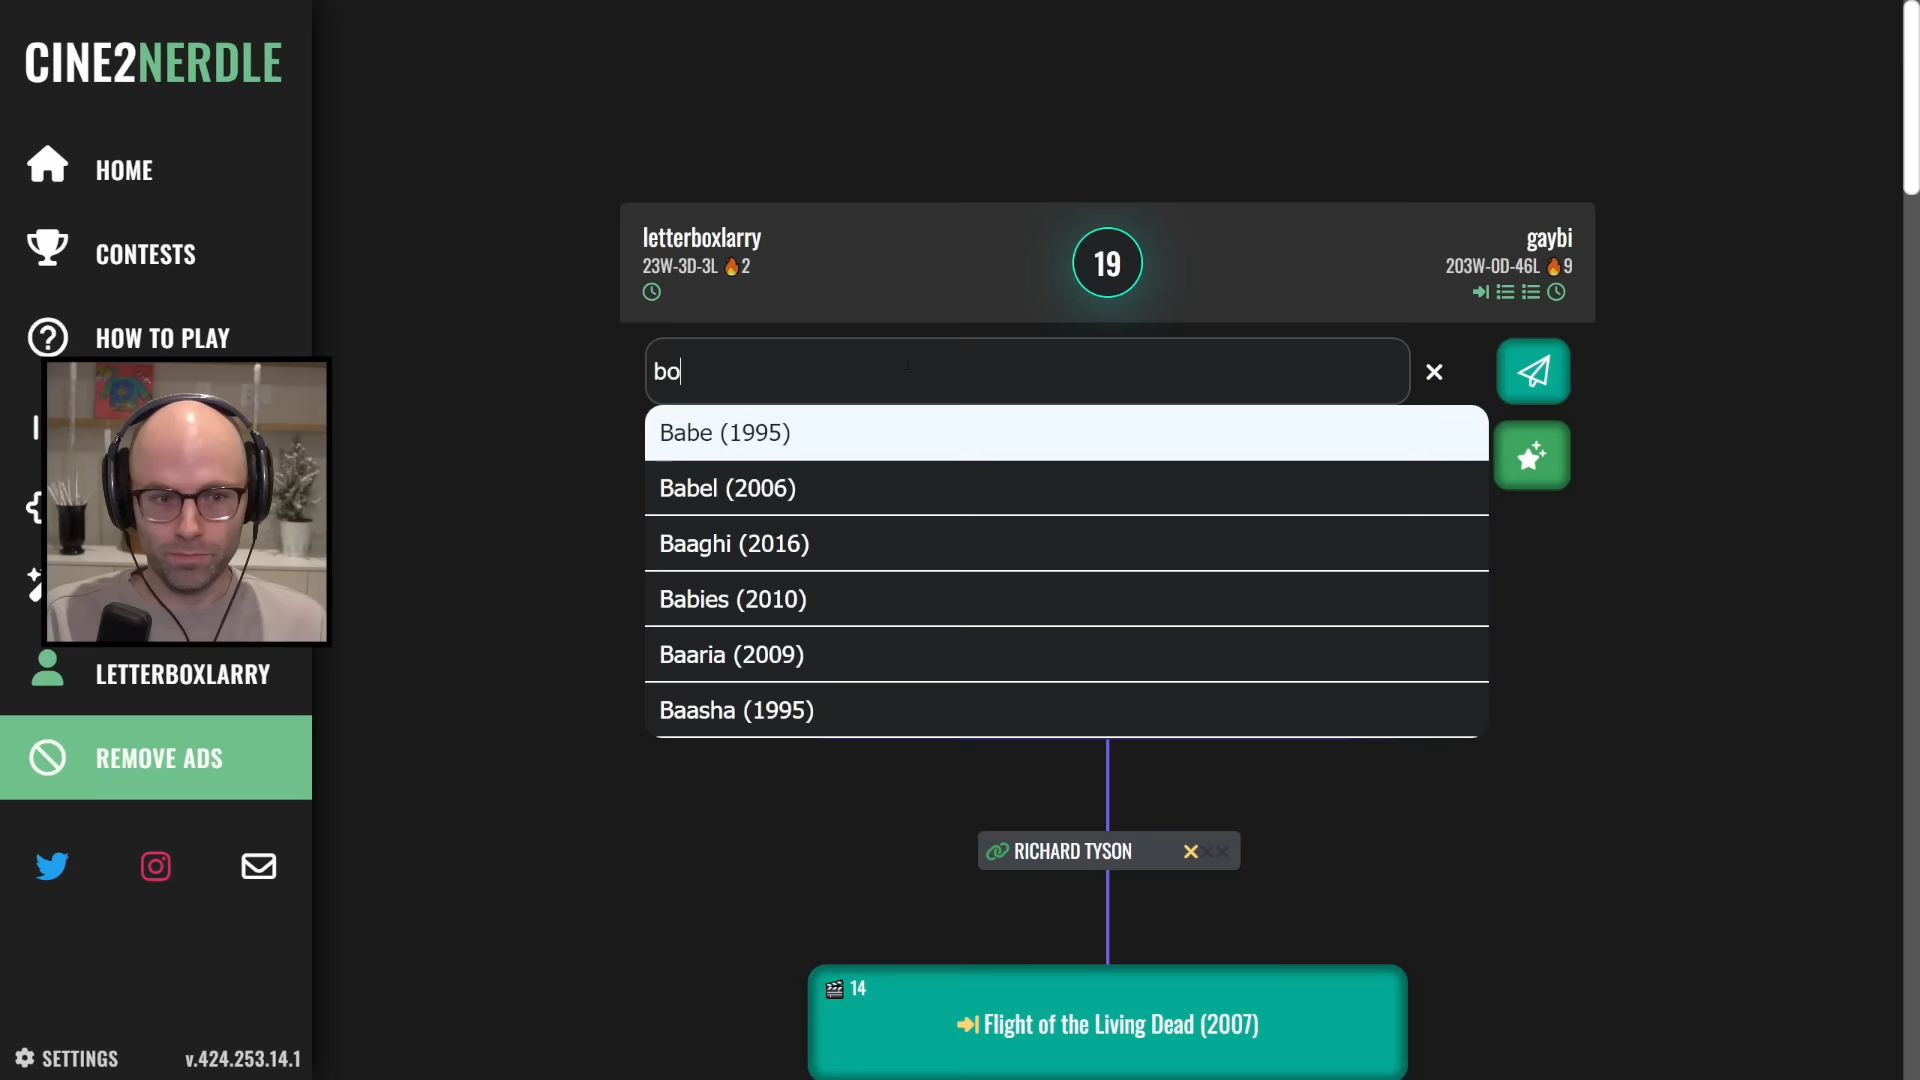 CINE2NERDLE
HOME
CONTESTS
HOW TO PLAY
LETTERBOXLARRY
REMOVE ADS
SETTINGS
v.424.253.14.1
letterboxlarry
23W-3D-3L 🔥2
19
gaybi
203W-0D-46L 🔥9
bo
Babe (1995)
Babel (2006)
Baaghi (2016)
Babies (2010)
Baaria (2009)
Baasha (1995)
RICHARD TYSON
14
Flight of the Living Dead (2007)